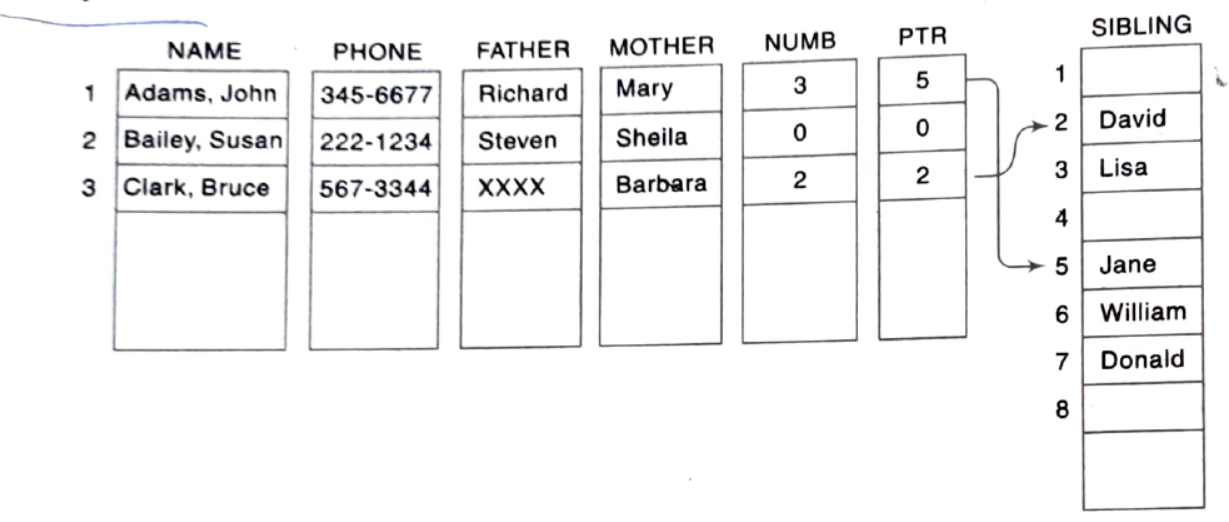 NAME PHONE FATHER MOTHER NUMB PTR SIBLING
1 Adams, John 345-6677 Richard Mary 3 5 1
2 Bailey, Susan 222-1234 Steven Sheila 0 0 2 David
3 Clark, Bruce 567-3344 XXXX Barbara 2 2 3 Lisa
4
5 Jane
6 William
7 Donald
8